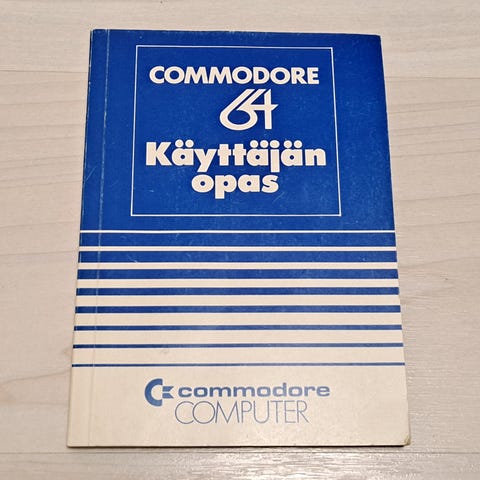 COMMODORE
64
Käyttäjän
opas
commodore
COMPUTER